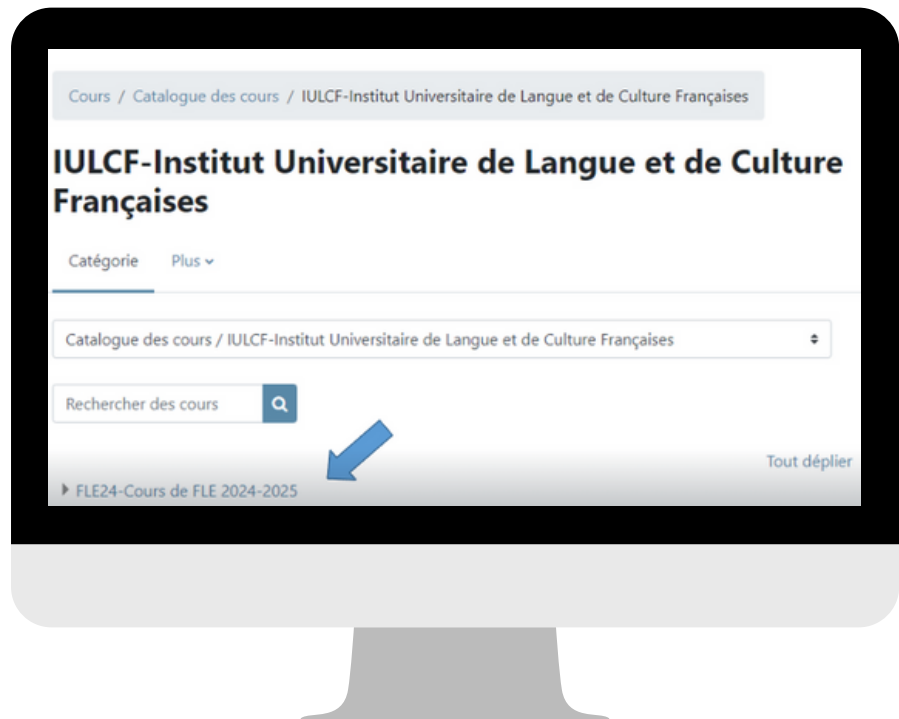 Cours / Catalogue des cours / IULCF-Institut Universitaire de Langue et de Culture Françaises
IULCF-Institut Universitaire de Langue et de Culture
Françaises
Catégorie Plus
Catalogue des cours / IULCF-Institut Universitaire de Langue et de Culture Françaises
Rechercher des cours
Tout déplier
FLE24-Cours de FLE 2024-2025